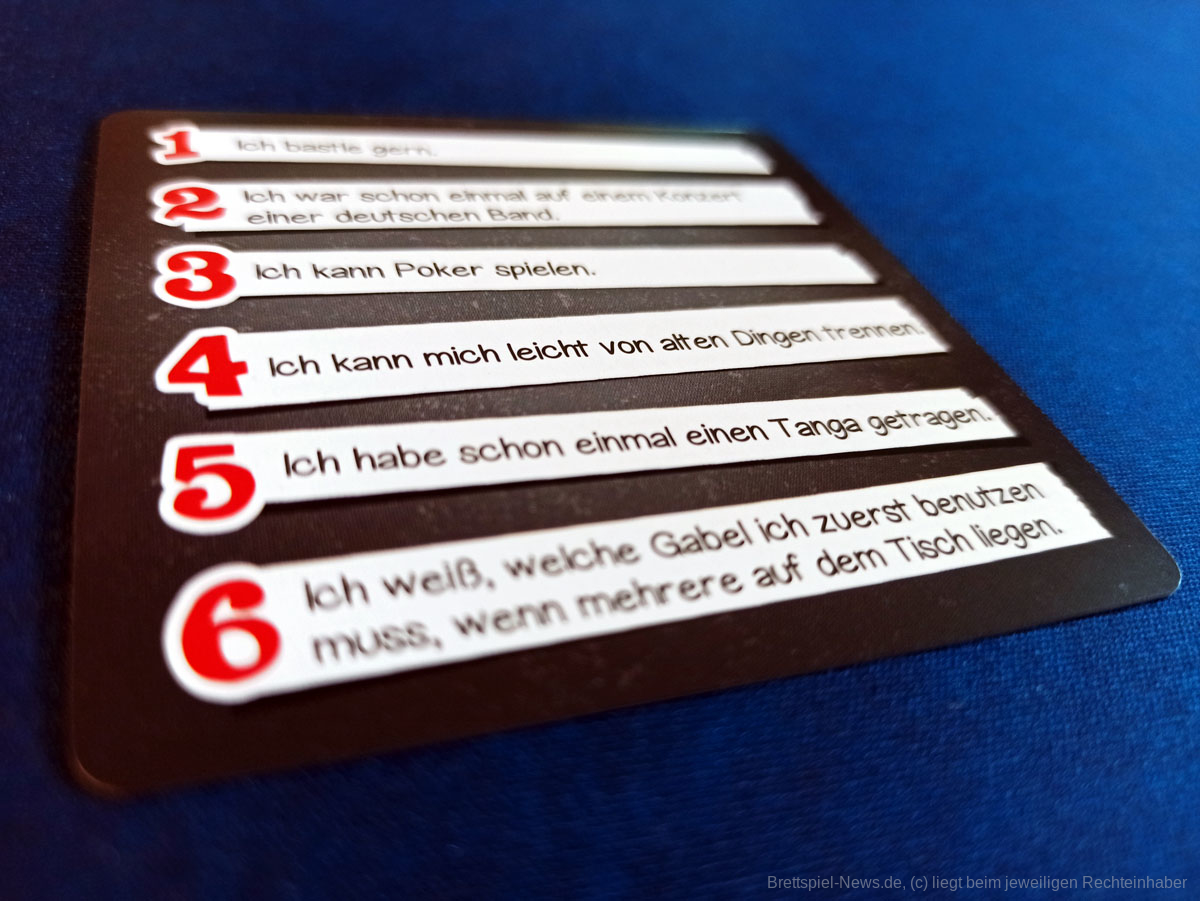 1 Ich bastle gern.
2 Ich war schon einmal auf einem Konzert
einer deutschen Band.
3 Ich kann Poker spielen.
4 Ich kann mich leicht von alten Dingen trennen.
5 Ich habe schon einmal einen Tanga getragen.
6 Ich weiß, welche Gabel ich zuerst benutzen
muss, wenn mehrere auf dem Tisch liegen.
Brettspiel-News.de, (c) liegt beim jeweiligen Rechteinhaber